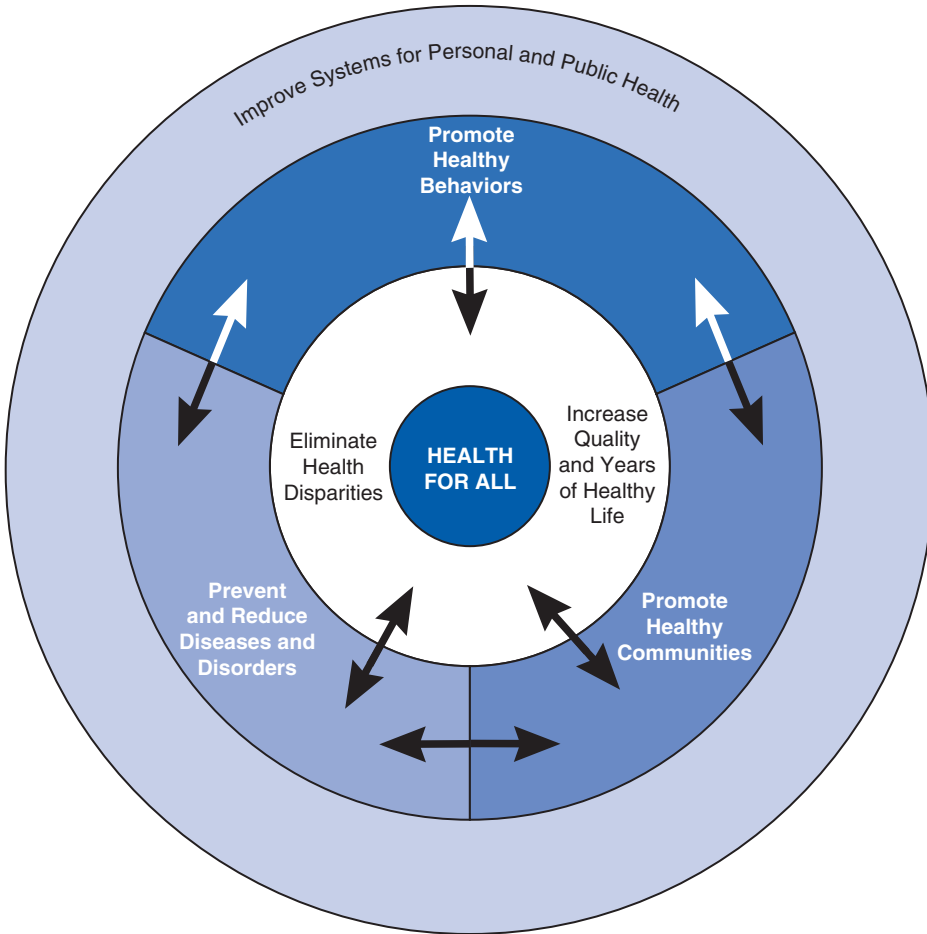 Improve Systems for Personal and Public Health
Promote
Healthy
Behaviors
Eliminate
Health
Disparities
HEALTH
FOR ALL
Increase
Quality
and Years
of Healthy
Life
Prevent
and Reduce
Diseases and
Disorders
Promote
Healthy
Communities